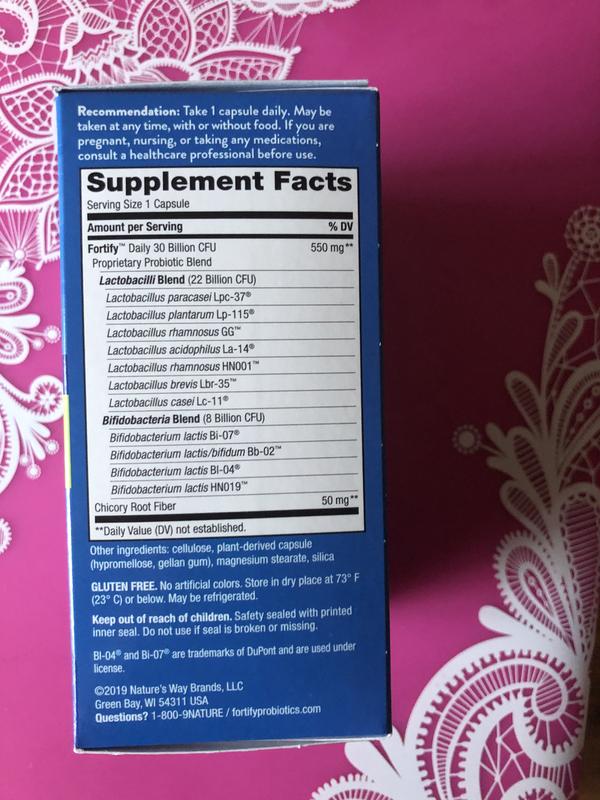 Recommendation: Take 1 capsule daily. May be
taken at any time, with or without food. If you are
pregnant, nursing, or taking any medications,
consult a healthcare professional before use.
Supplement Facts
Serving Size 1 Capsule
Amount per Serving % DV
Fortify™ Daily 30 Billion CFU 550 mg**
Proprietary Probiotic Blend
Lactobacilli Blend (22 Billion CFU)
Lactobacillus paracasei Lpc-37®
Lactobacillus plantarum Lp-115®
Lactobacillus rhamnosus GG™
Lactobacillus acidophilus La-14®
Lactobacillus rhamnosus HN001™
Lactobacillus brevis Lbr-35™
Lactobacillus casei Lc-11®
Bifidobacteria Blend (8 Billion CFU)
Bifidobacterium lactis Bi-07®
Bifidobacterium lactis/bifidum Bb-02™
Bifidobacterium lactis Bl-04®
Bifidobacterium lactis HN019™
Chicory Root Fiber 50 mg**
**Daily Value (DV) not established.
Other ingredients: cellulose, plant-derived capsule
(hypromellose, gellan gum), magnesium stearate, silica
GLUTEN FREE. No artificial colors. Store in dry place at 73° F
(23° C) or below. May be refrigerated.
Keep out of reach of children. Safety sealed with printed
inner seal. Do not use if seal is broken or missing.
Bl-04® and Bi-07® are trademarks of DuPont and are used under
license.
©2019 Nature's Way Brands, LLC
Green Bay, WI 54311 USA
Questions? 1-800-9NATURE / fortifyprobiotics.com